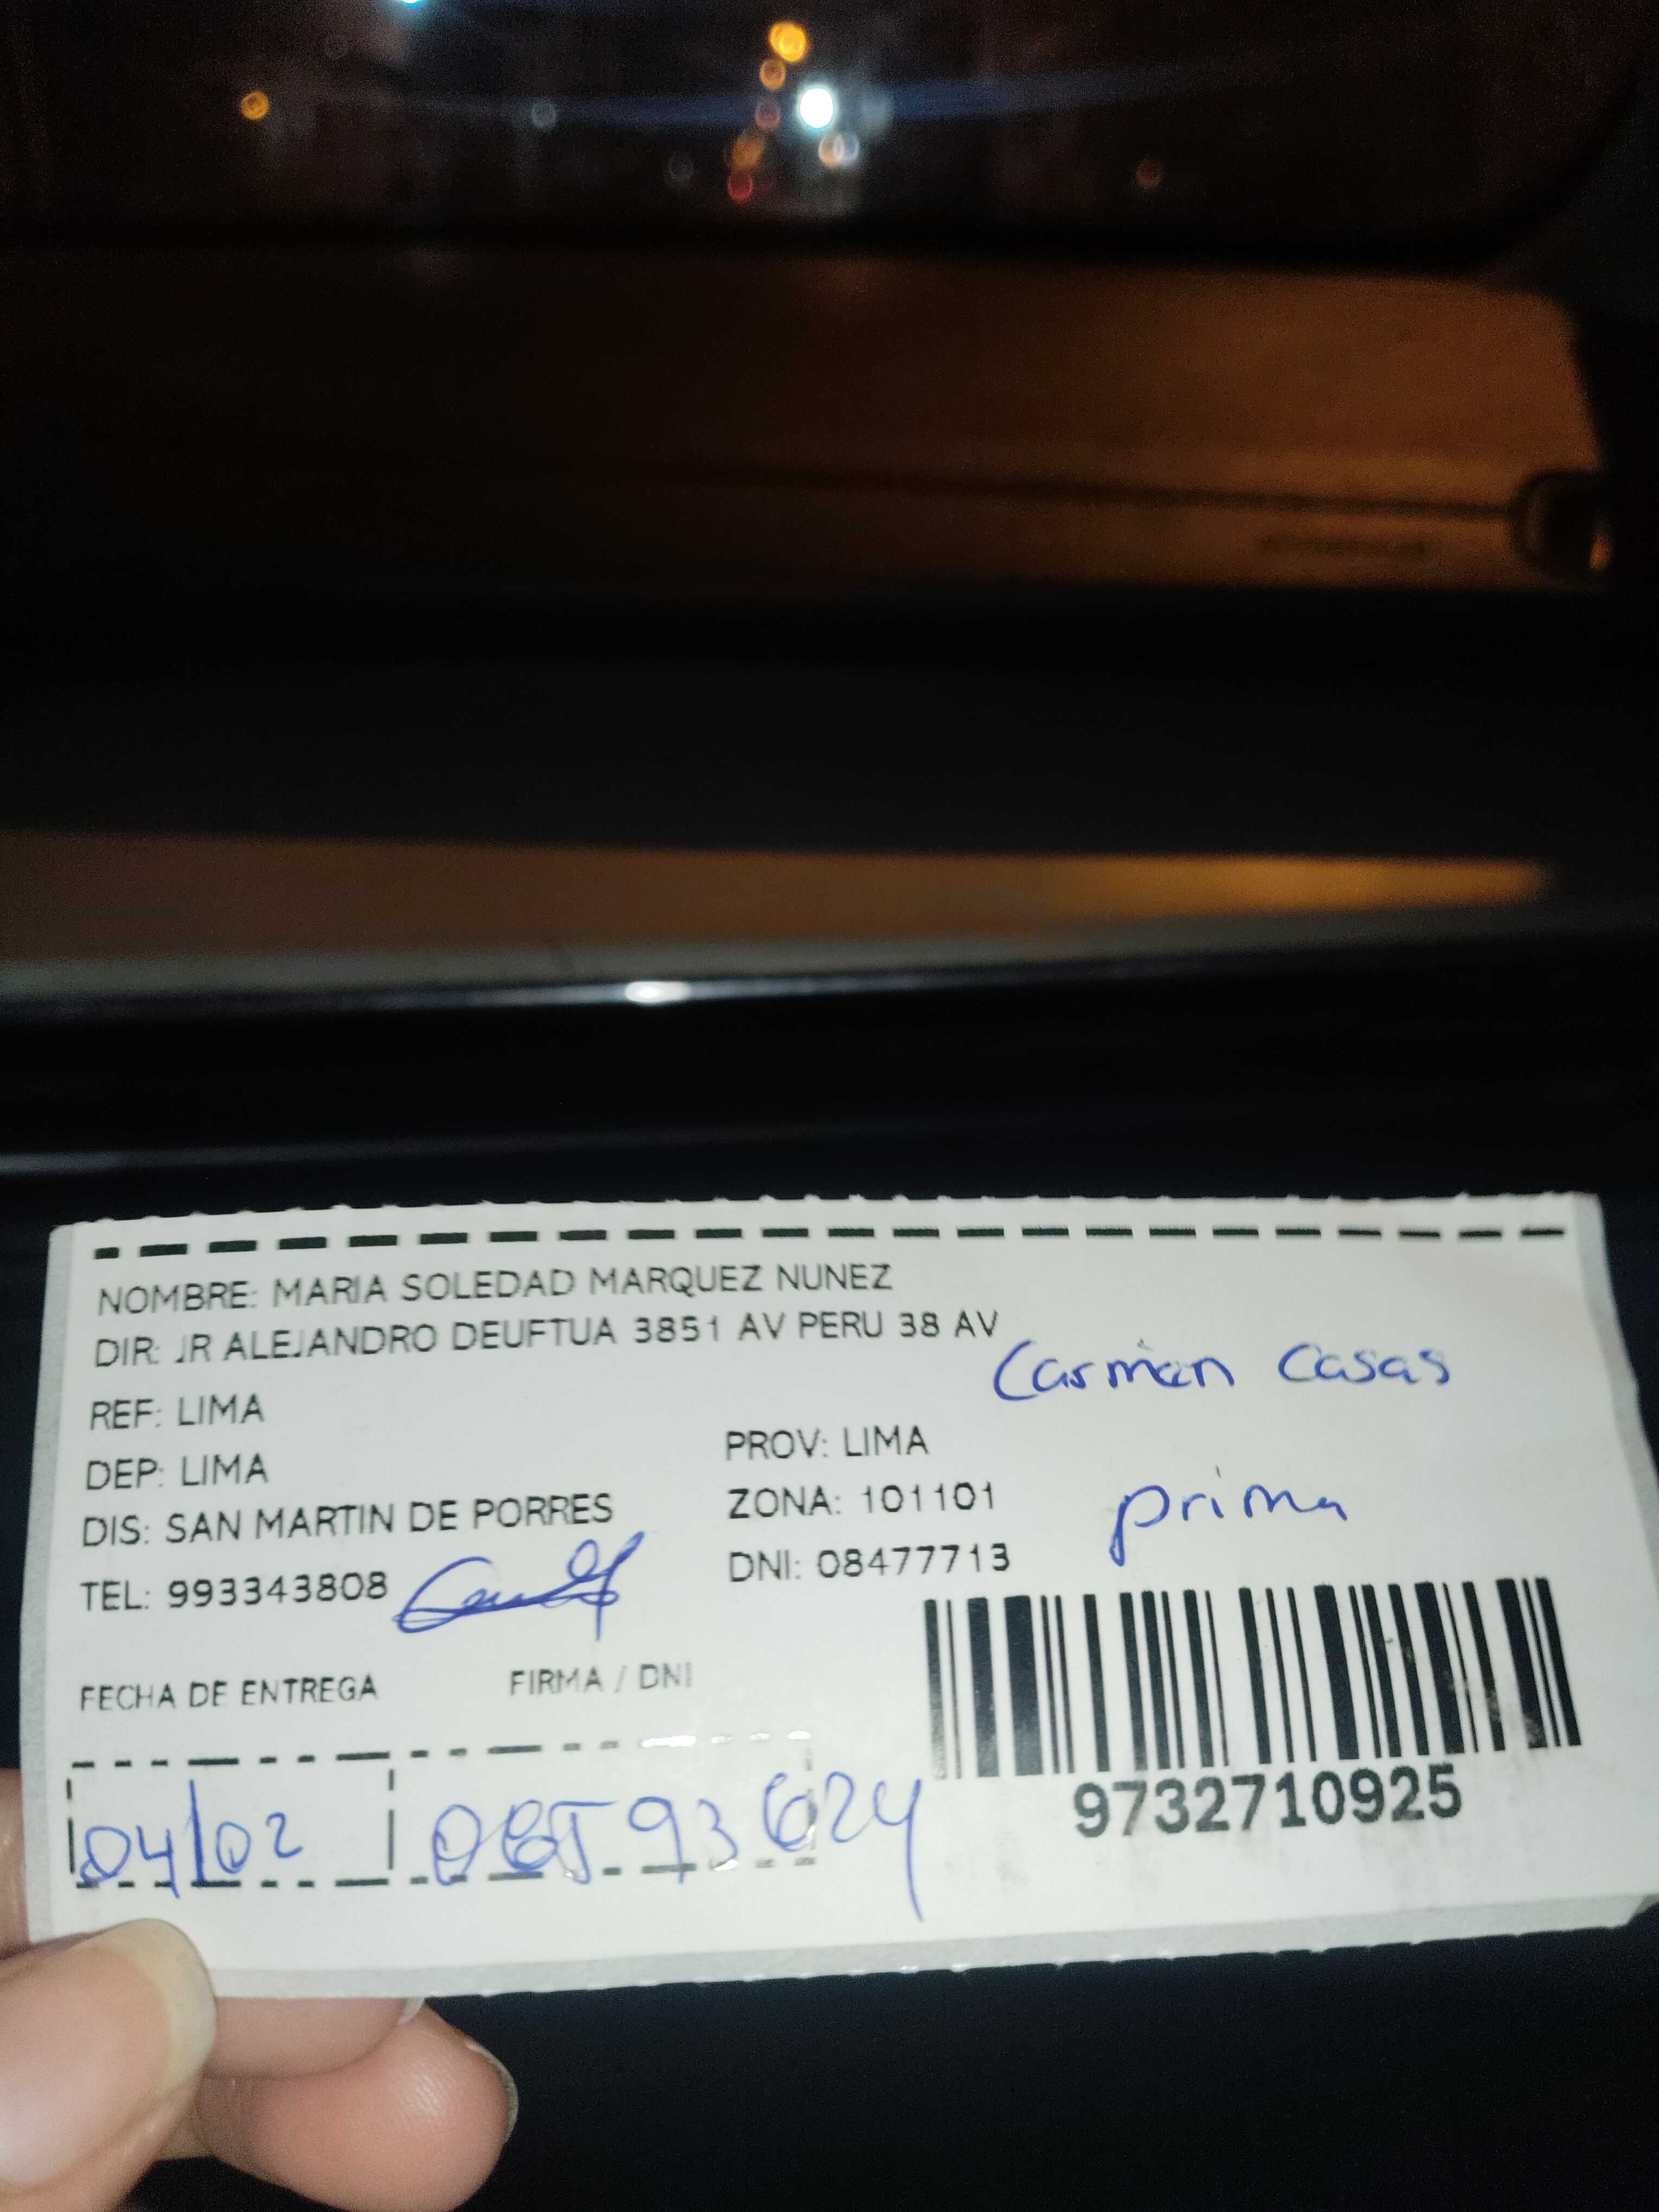 NOMBRE: MARIA SOLEDAD MARQUEZ NUNEZ
DIR: JR ALEJANDRO DEUFTUA 3851 AV PERU 38 AV
Carmen Casas
REF: LIMA
DEP: LIMA
PROV: LIMA
DIS: SAN MARTIN DE PORRES
ZONA: 101101
prima
TEL: 993343808
DNI: 08477713
FECHA DE ENTREGA
FIRMA / DNI
04/02
9732710925